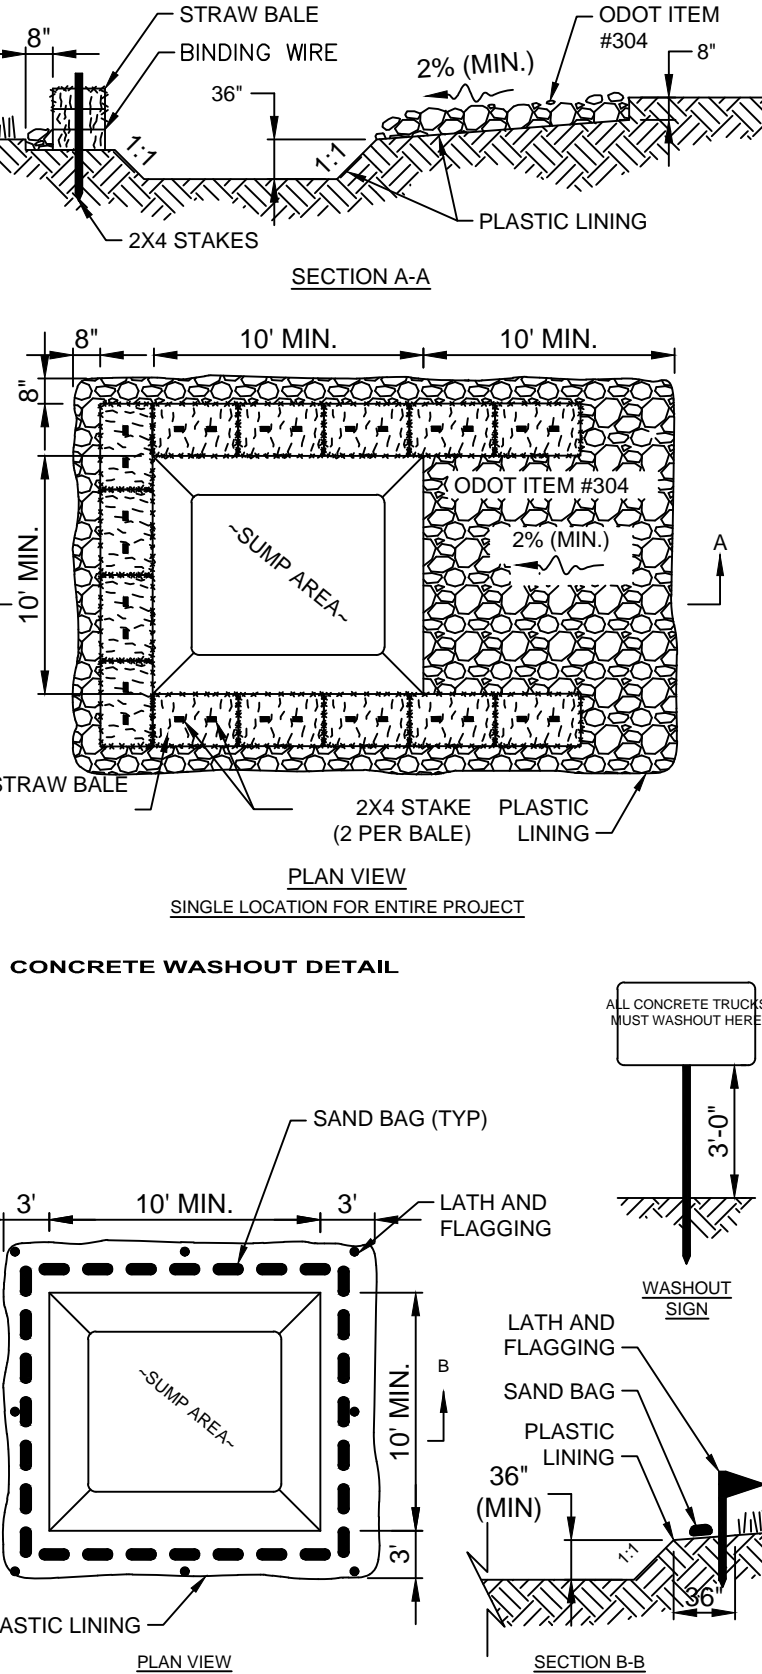 STRAW BALE
ODOT ITEM
#304
8"
BINDING WIRE
2% (MIN.)
8"
36"
1:1
1:1
PLASTIC LINING
2X4 STAKES
SECTION A-A
8"
10' MIN.
10' MIN.
8"
ODOT ITEM #304
~SUMP AREA~
2% (MIN.)
A
10' MIN.
STRAW BALE
2X4 STAKE
(2 PER BALE)
PLASTIC
LINING
PLAN VIEW
SINGLE LOCATION FOR ENTIRE PROJECT
CONCRETE WASHOUT DETAIL
ALL CONCRETE TRUCKS
MUST WASHOUT HERE
3'-0"
WASHOUT
SIGN
SAND BAG (TYP)
3'
10' MIN.
3'
LATH AND
FLAGGING
~SUMP AREA~
10' MIN.
B
3'
ASTIC LINING
PLAN VIEW
LATH AND
FLAGGING
SAND BAG
PLASTIC
LINING
36"
(MIN)
1:1
36"
SECTION B-B